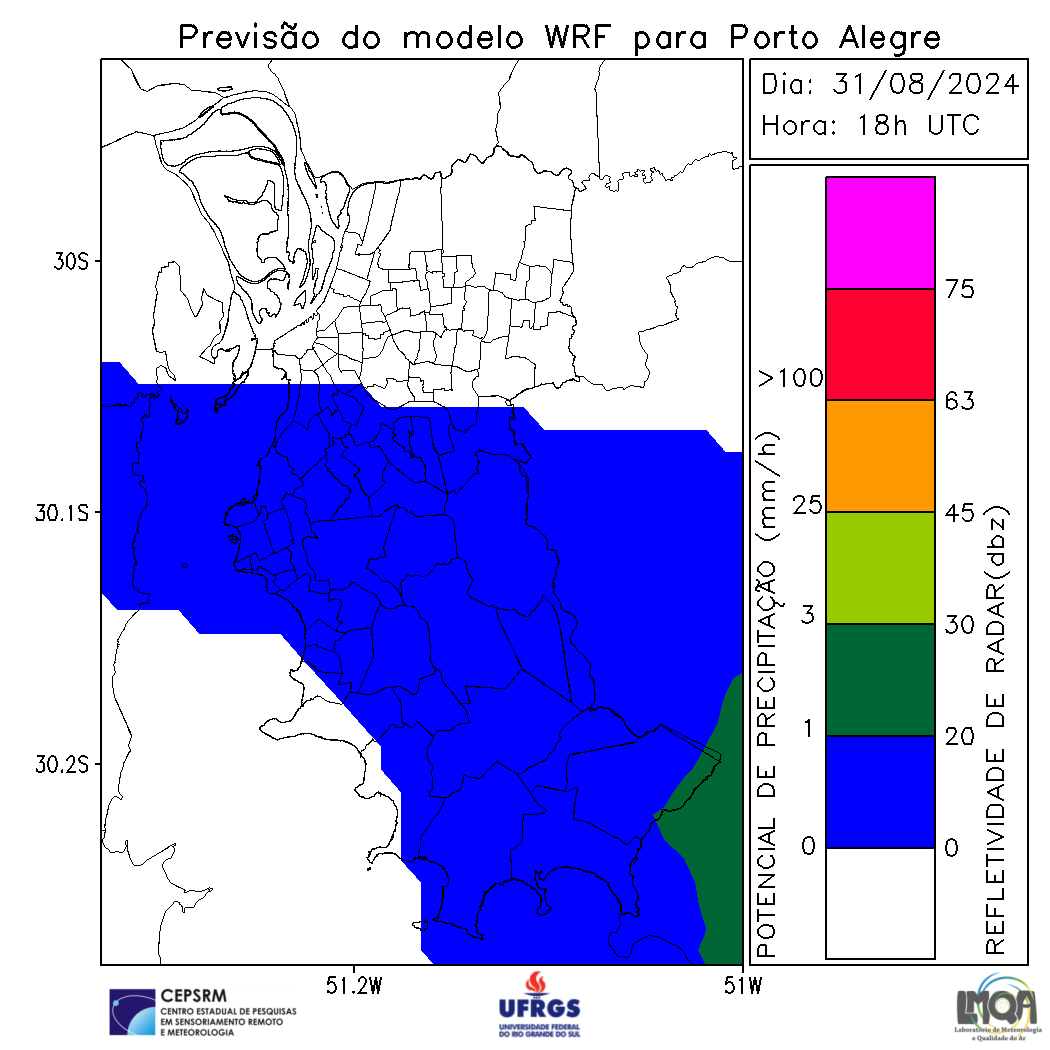 Previsão do modelo WRF para Porto Alegre
Dia: 31/08/2024
Hora: 18h UTC
30S
30.1S
30.2S
51.2W
51W
POTENCIAL DE PRECIPITAÇÃO (mm/h)
>100
25
3
1
0
75
63
45
30
20
0
REFLETIVIDADE DE RADAR(dbz)
CEPSRM
CENTRO ESTADUAL DE PESQUISAS
EM SENSORIAMENTO REMOTO
E METEOROLOGIA
UFRGS
UNIVERSIDADE FEDERAL
DO RIO GRANDE DO SUL
LMQA
Laboratório de Meteorologia
e Qualidade do Ar